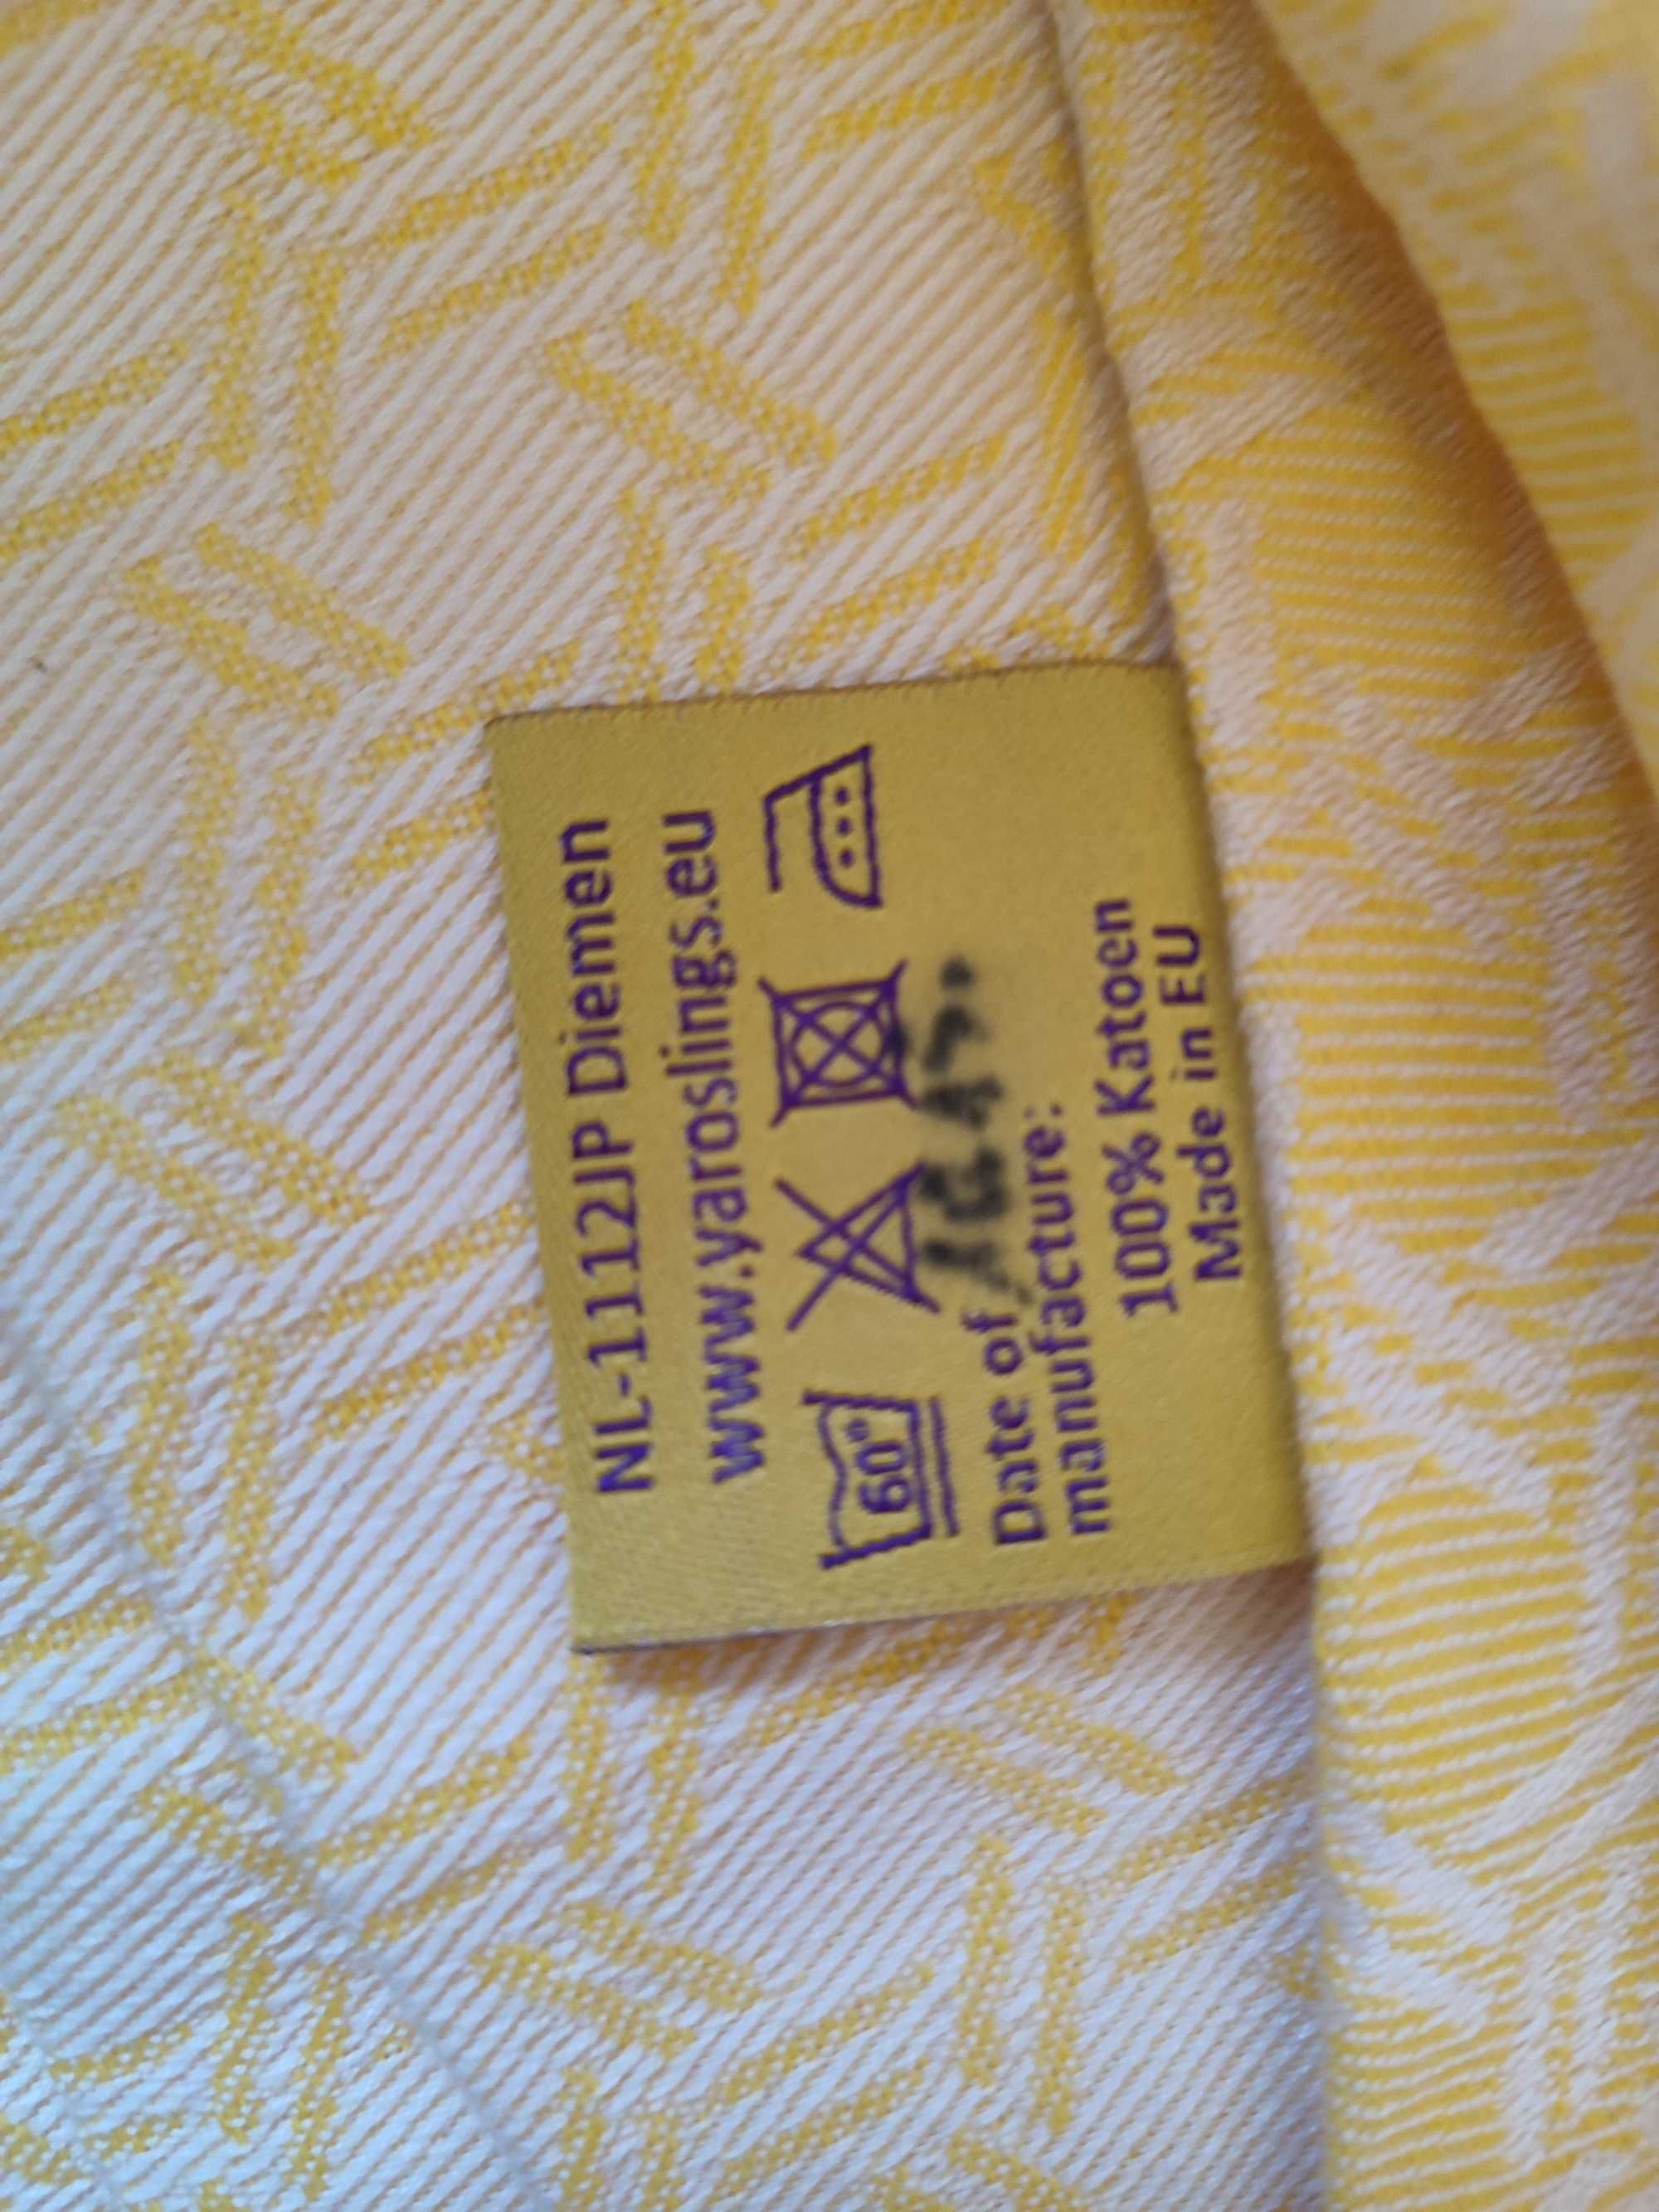 NL-1112JP Diemen
www.yaroslings.eu
60°
Date of
manufacture:
100% Katoen
Made in EU